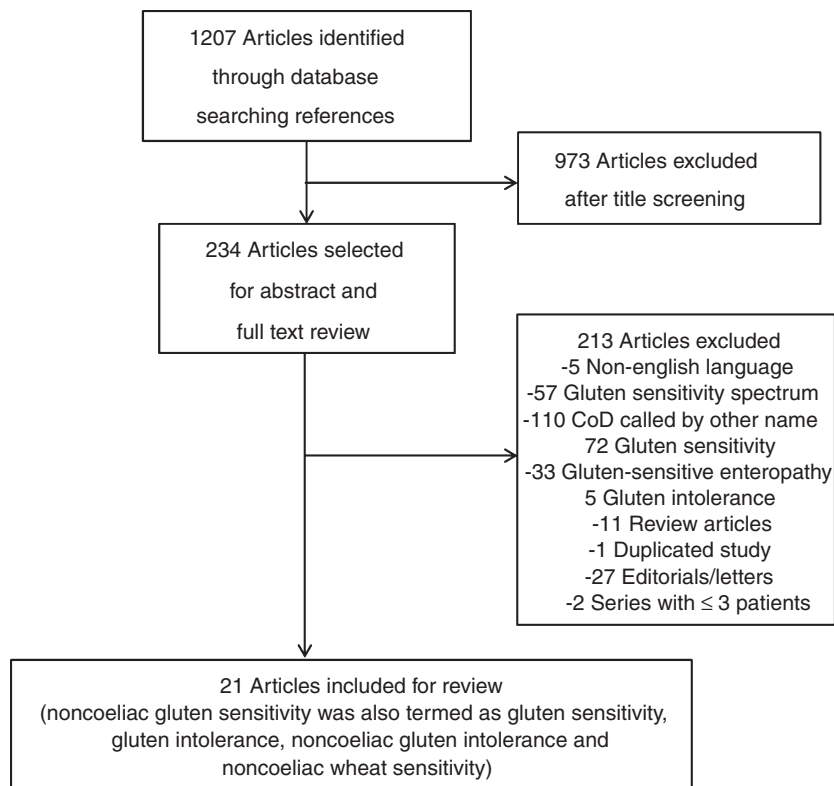 1207 Articles identified
through database
searching references
973 Articles excluded
after title screening
234 Articles selected
for abstract and
full text review
213 Articles excluded
-5 Non-english language
-57 Gluten sensitivity spectrum
-110 CoD called by other name
72 Gluten sensitivity
-33 Gluten-sensitive enteropathy
5 Gluten intolerance
-11 Review articles
-1 Duplicated study
-27 Editorials/letters
-2 Series with ≤ 3 patients
21 Articles included for review
(noncoeliac gluten sensitivity was also termed as gluten sensitivity,
gluten intolerance, noncoeliac gluten intolerance and
noncoeliac wheat sensitivity)